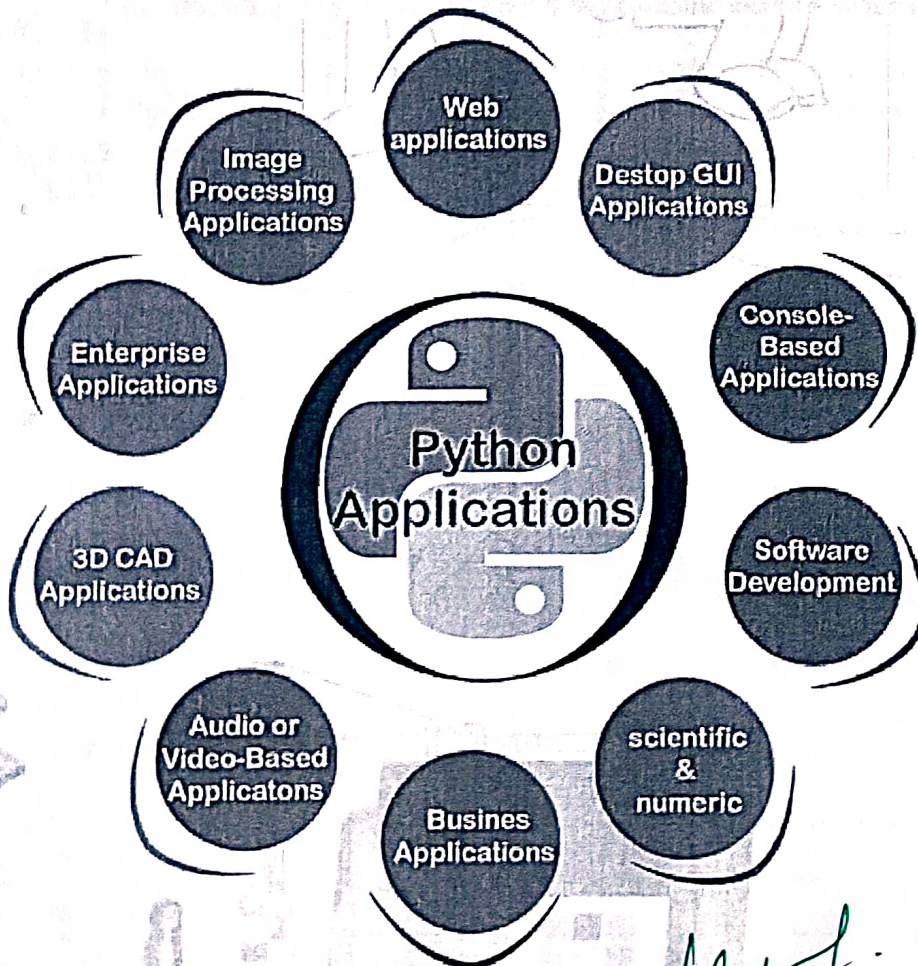 Web
applications
Destop GUI
Applications
Console-
Based
Applications
Software
Development
scientific
&
numeric
Busines
Applications
Audio or
Video-Based
Applicatons
3D CAD
Applications
Enterprise
Applications
Image
Processing
Applications
Python
Applications